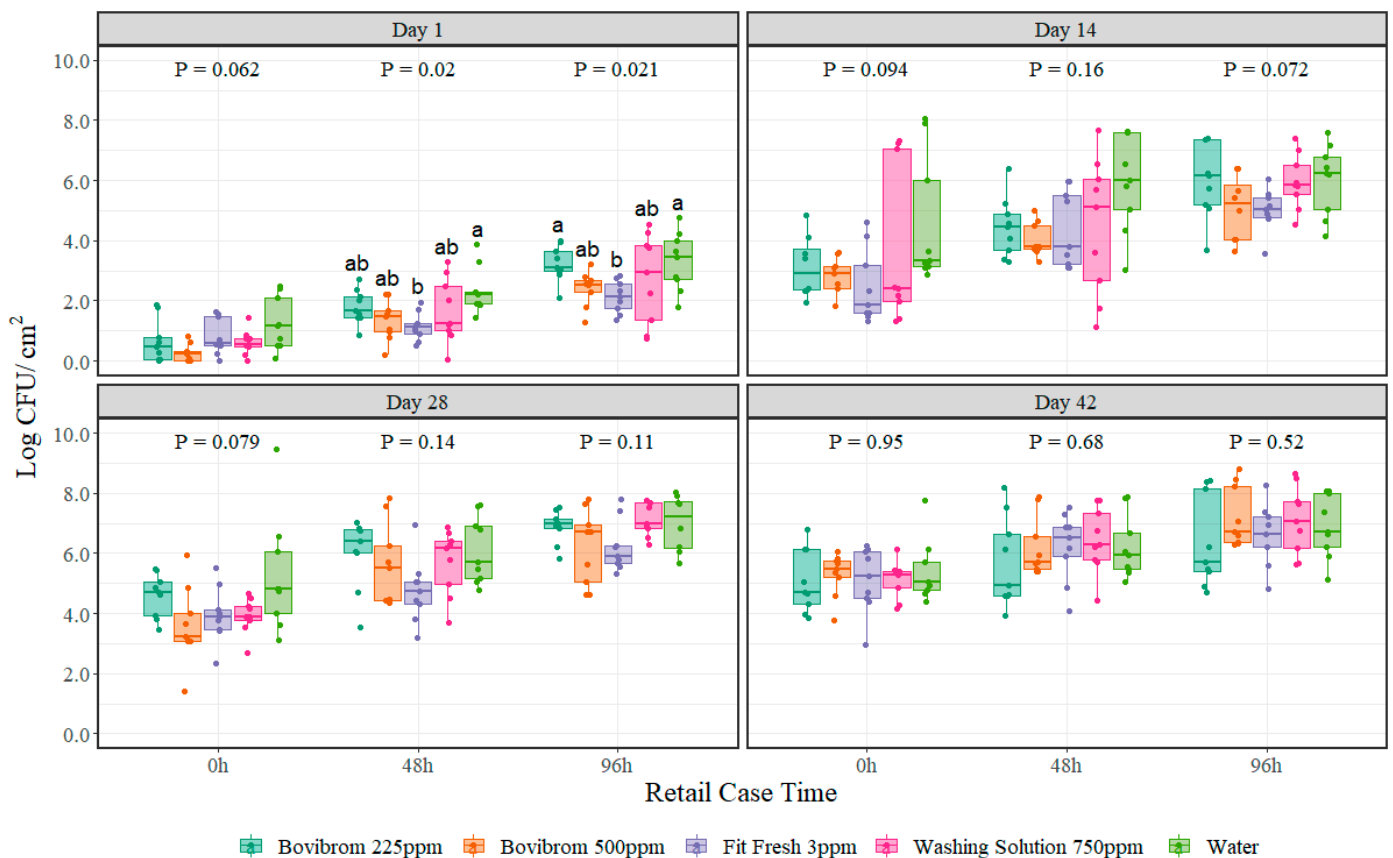 Day 1
Day 14
P = 0.062 P = 0.02 P = 0.021
P = 0.094 P = 0.16 P = 0.072
10.0
8.0
6.0
4.0
2.0
0.0
ab ab b ab a
a ab b ab a
Day 28
Day 42
P = 0.079 P = 0.14 P = 0.11
P = 0.95 P = 0.68 P = 0.52
10.0
8.0
6.0
4.0
2.0
0.0
Log CFU/ cm²
0h 48h 96h
0h 48h 96h
Retail Case Time
Bovibrom 225ppm Bovibrom 500ppm Fit Fresh 3ppm Washing Solution 750ppm Water